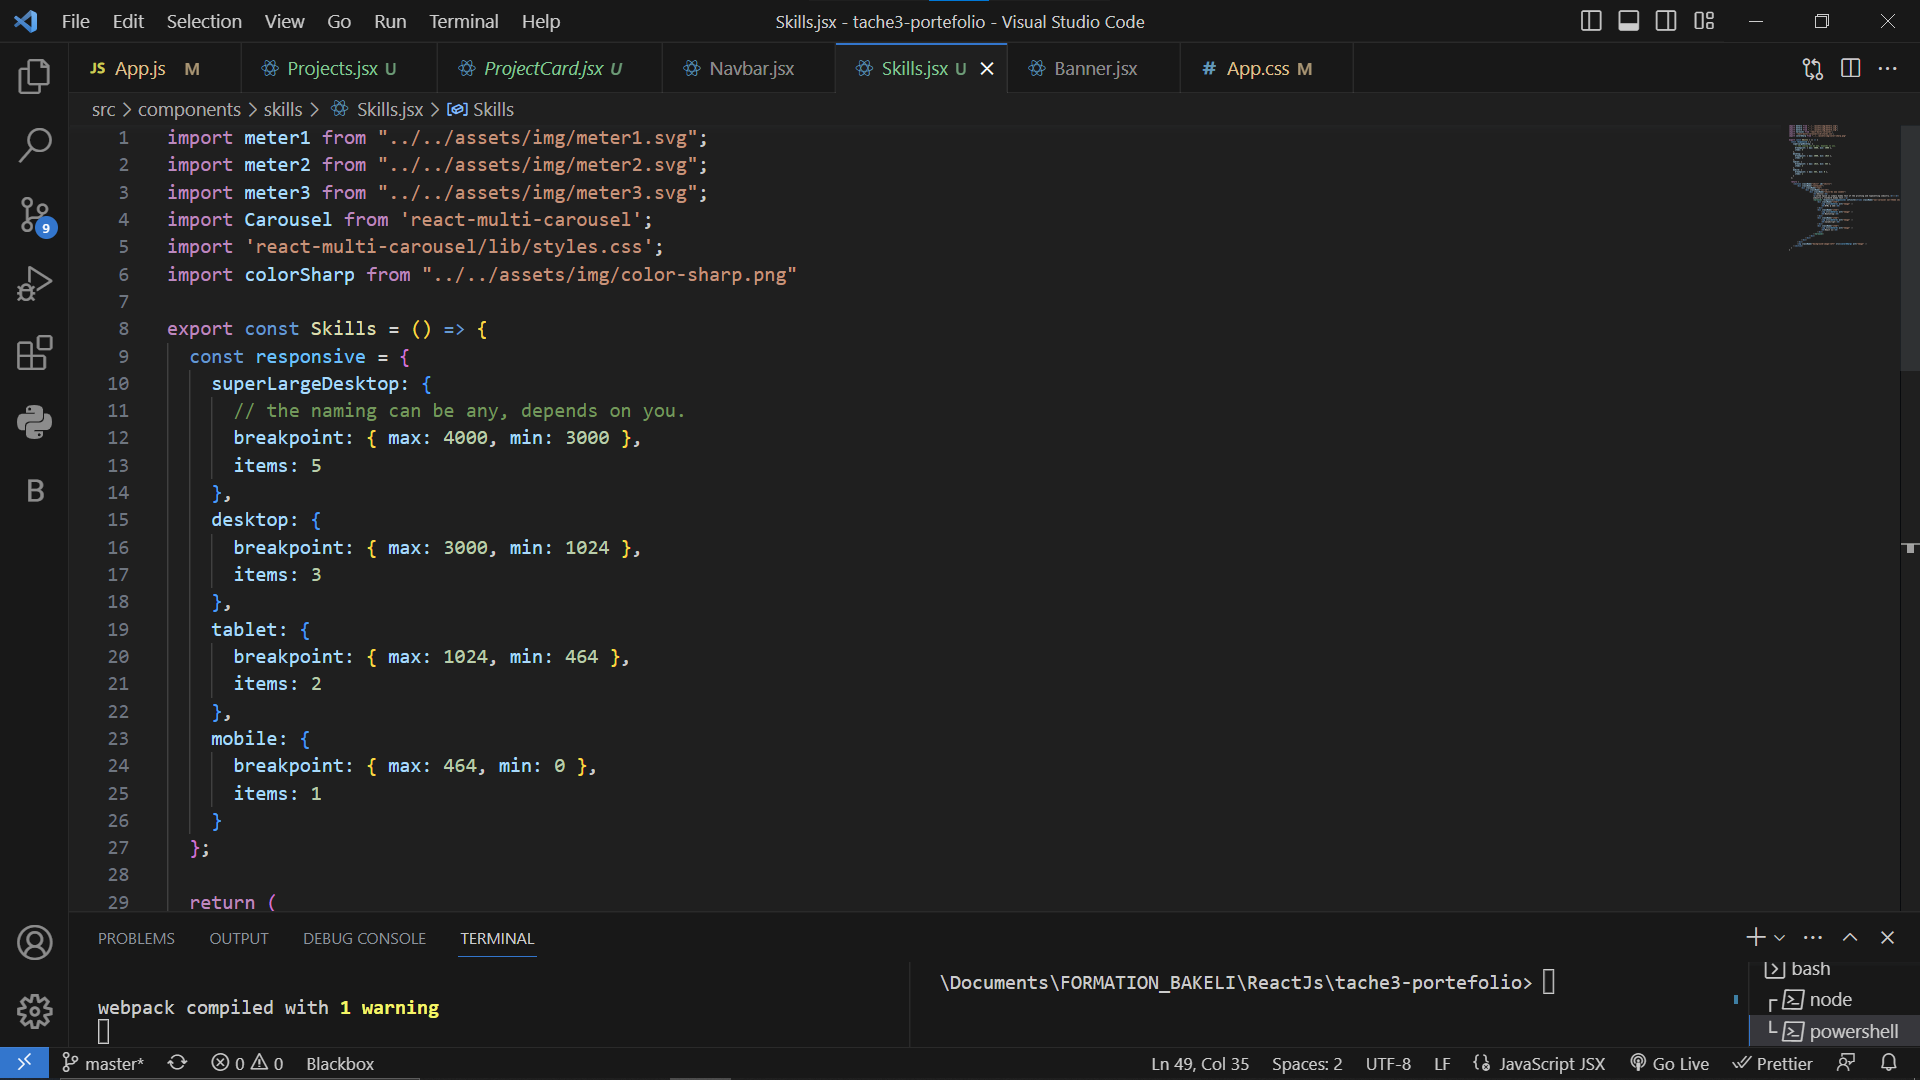 File Edit Selection View Go Run Terminal Help
Skills.jsx - tache3-portefolio - Visual Studio Code
JS App.js M
Projects.jsx U
ProjectCard.jsx U
Navbar.jsx
Skills.jsx U
Banner.jsx
# App.css M
src > components > skills > Skills.jsx > Skills
1 import meter1 from "../../assets/img/meter1.svg";
2 import meter2 from "../../assets/img/meter2.svg";
3 import meter3 from "../../assets/img/meter3.svg";
4 import Carousel from 'react-multi-carousel';
5 import 'react-multi-carousel/lib/styles.css';
6 import colorSharp from "../../assets/img/color-sharp.png"
7
8 export const Skills = () => {
9 const responsive = {
10 superLargeDesktop: {
11 // the naming can be any, depends on you.
12 breakpoint: { max: 4000, min: 3000 },
13 items: 5
14 },
15 desktop: {
16 breakpoint: { max: 3000, min: 1024 },
17 items: 3
18 },
19 tablet: {
20 breakpoint: { max: 1024, min: 464 },
21 items: 2
22 },
23 mobile: {
24 breakpoint: { max: 464, min: 0 },
25 items: 1
26 }
27 };
28
29 return (
9
B
PROBLEMS OUTPUT DEBUG CONSOLE TERMINAL
webpack compiled with 1 warning
\Documents\FORMATION_BAKELI\ReactJs\tache3-portefolio>
bash
node
powershell
master* 0 0 Blackbox
Ln 49, Col 35 Spaces: 2 UTF-8 LF {} JavaScript JSX Go Live Prettier